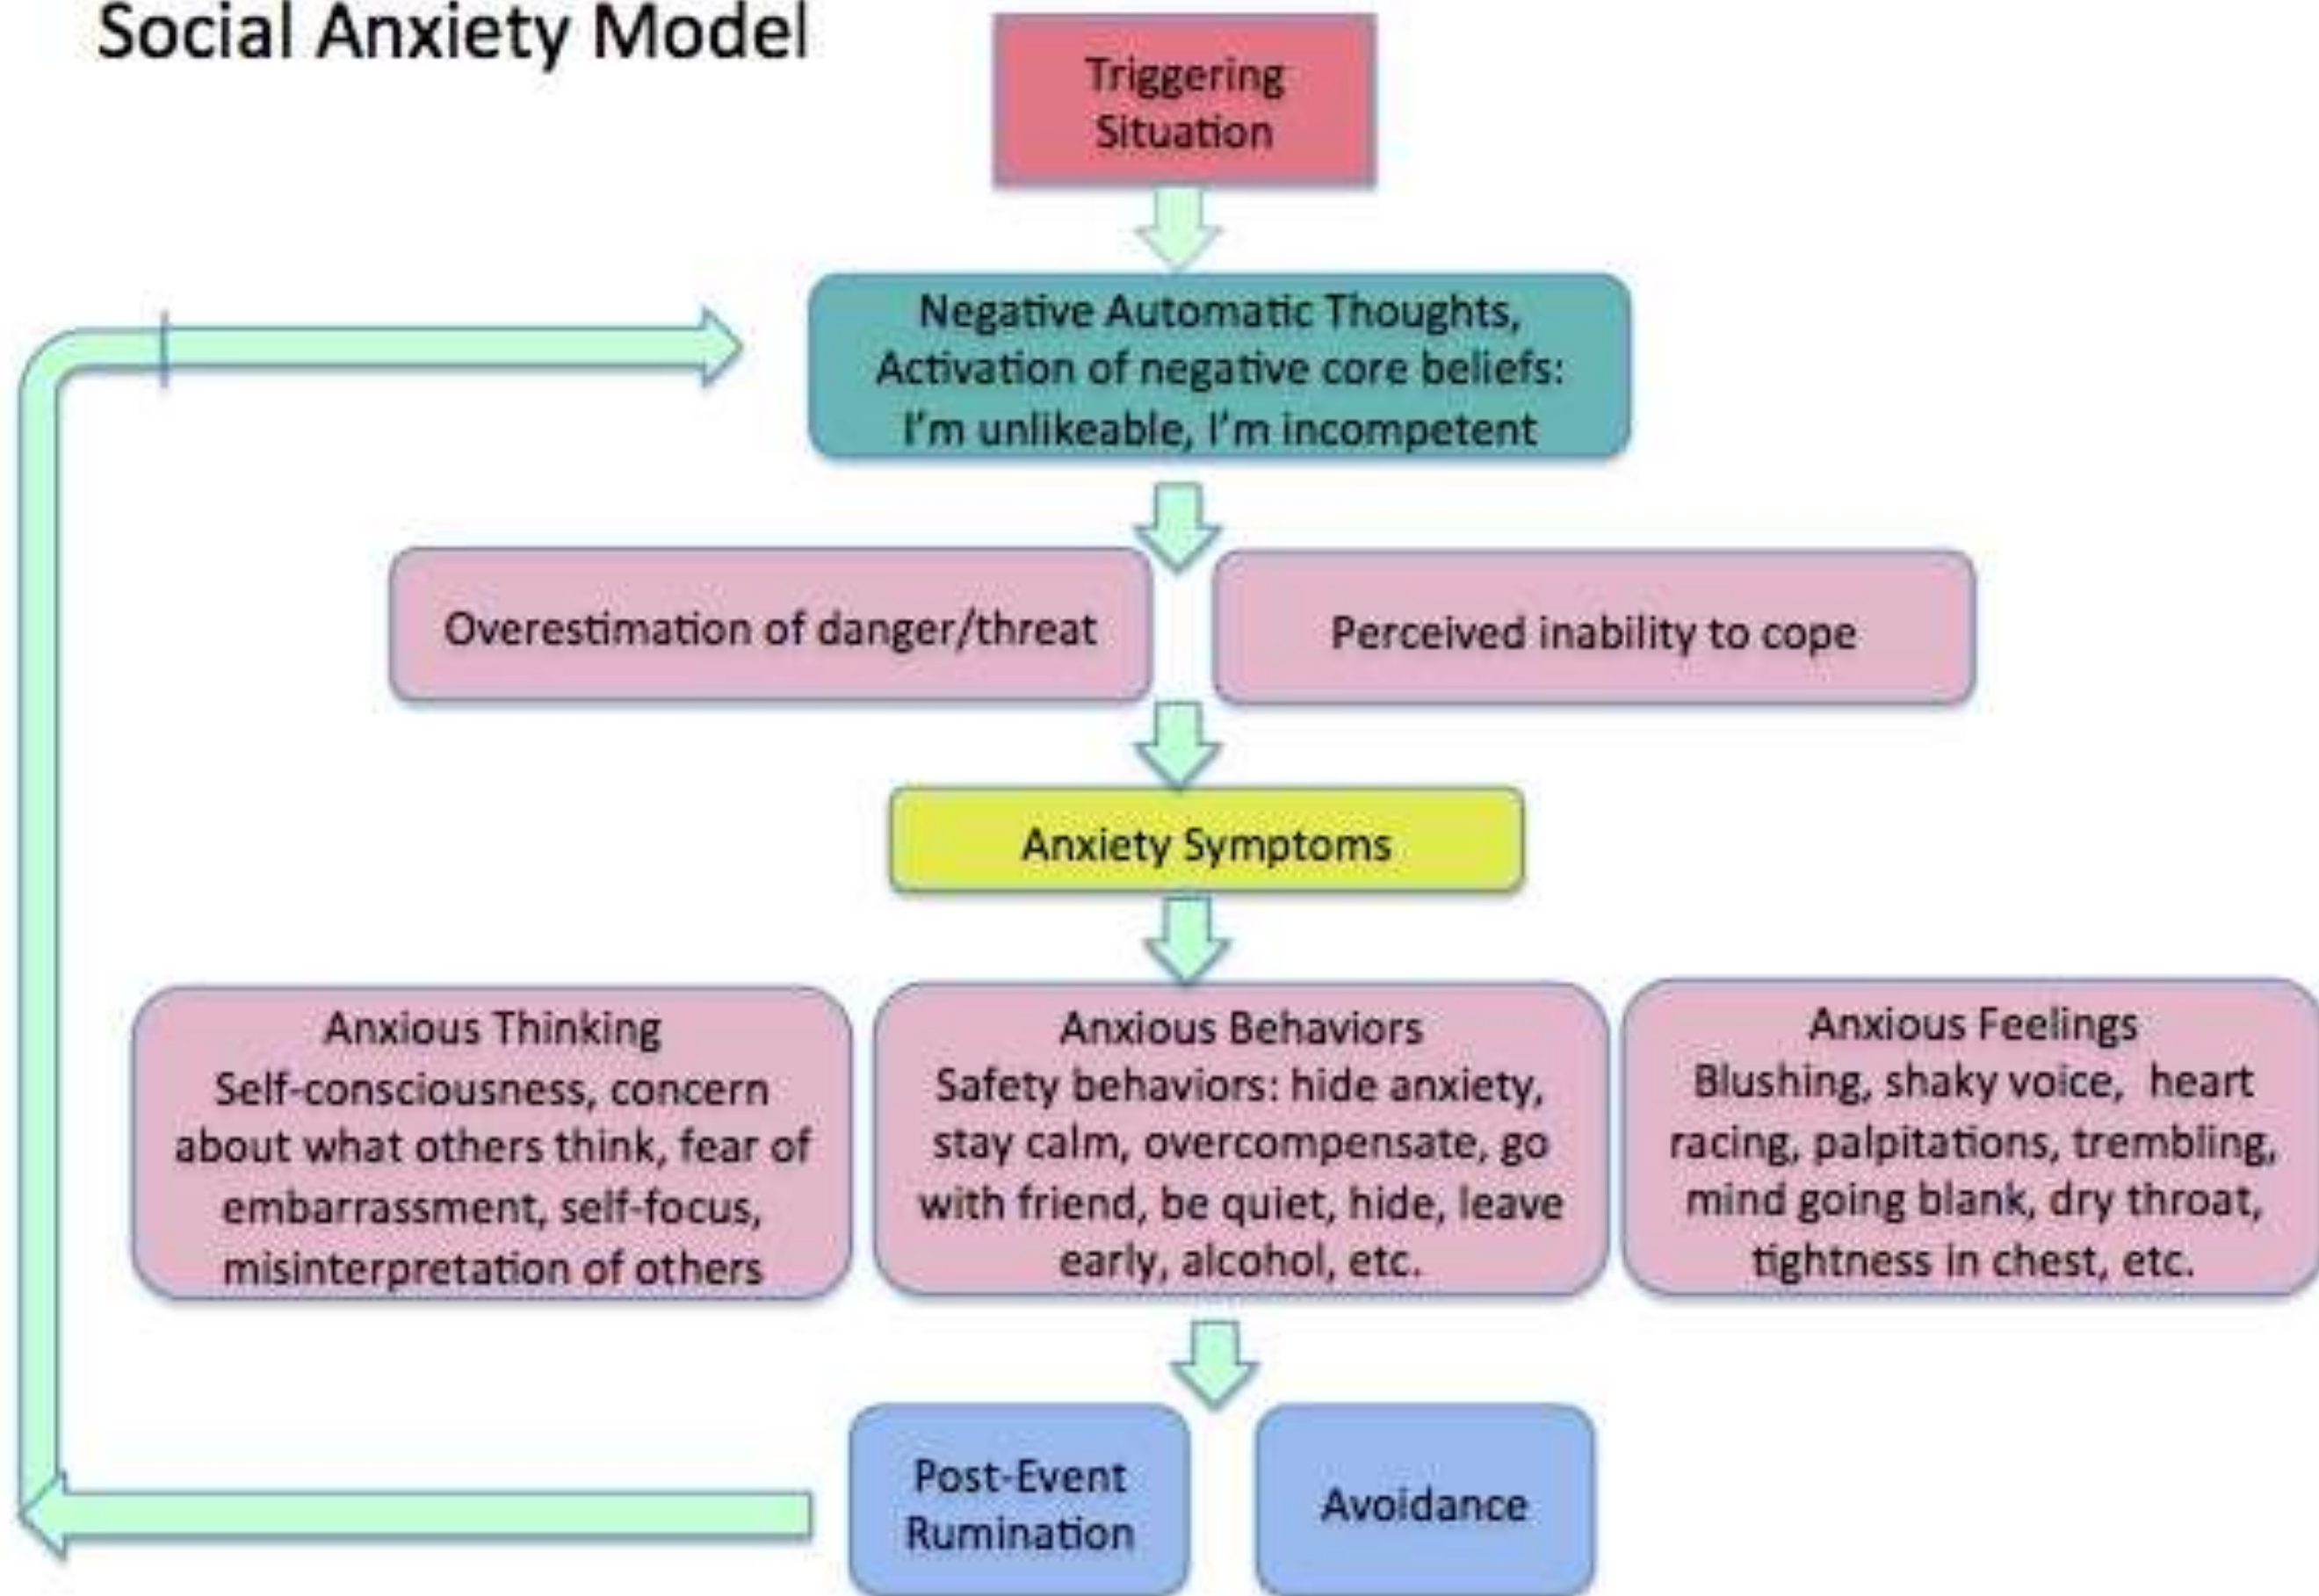 Social Anxiety Model
Triggering
Situation
Negative Automatic Thoughts,
Activation of negative core beliefs:
I'm unlikeable, I'm incompetent
Overestimation of danger/threat
Perceived inability to cope
Anxiety Symptoms
Anxious Thinking
Self-consciousness, concern
about what others think, fear of
embarrassment, self-focus,
misinterpretation of others
Anxious Behaviors
Safety behaviors: hide anxiety,
stay calm, overcompensate, go
with friend, be quiet, hide, leave
early, alcohol, etc.
Anxious Feelings
Blushing, shaky voice,  heart
racing, palpitations, trembling,
mind going blank, dry throat,
tightness in chest, etc.
Post-Event
Rumination
Avoidance